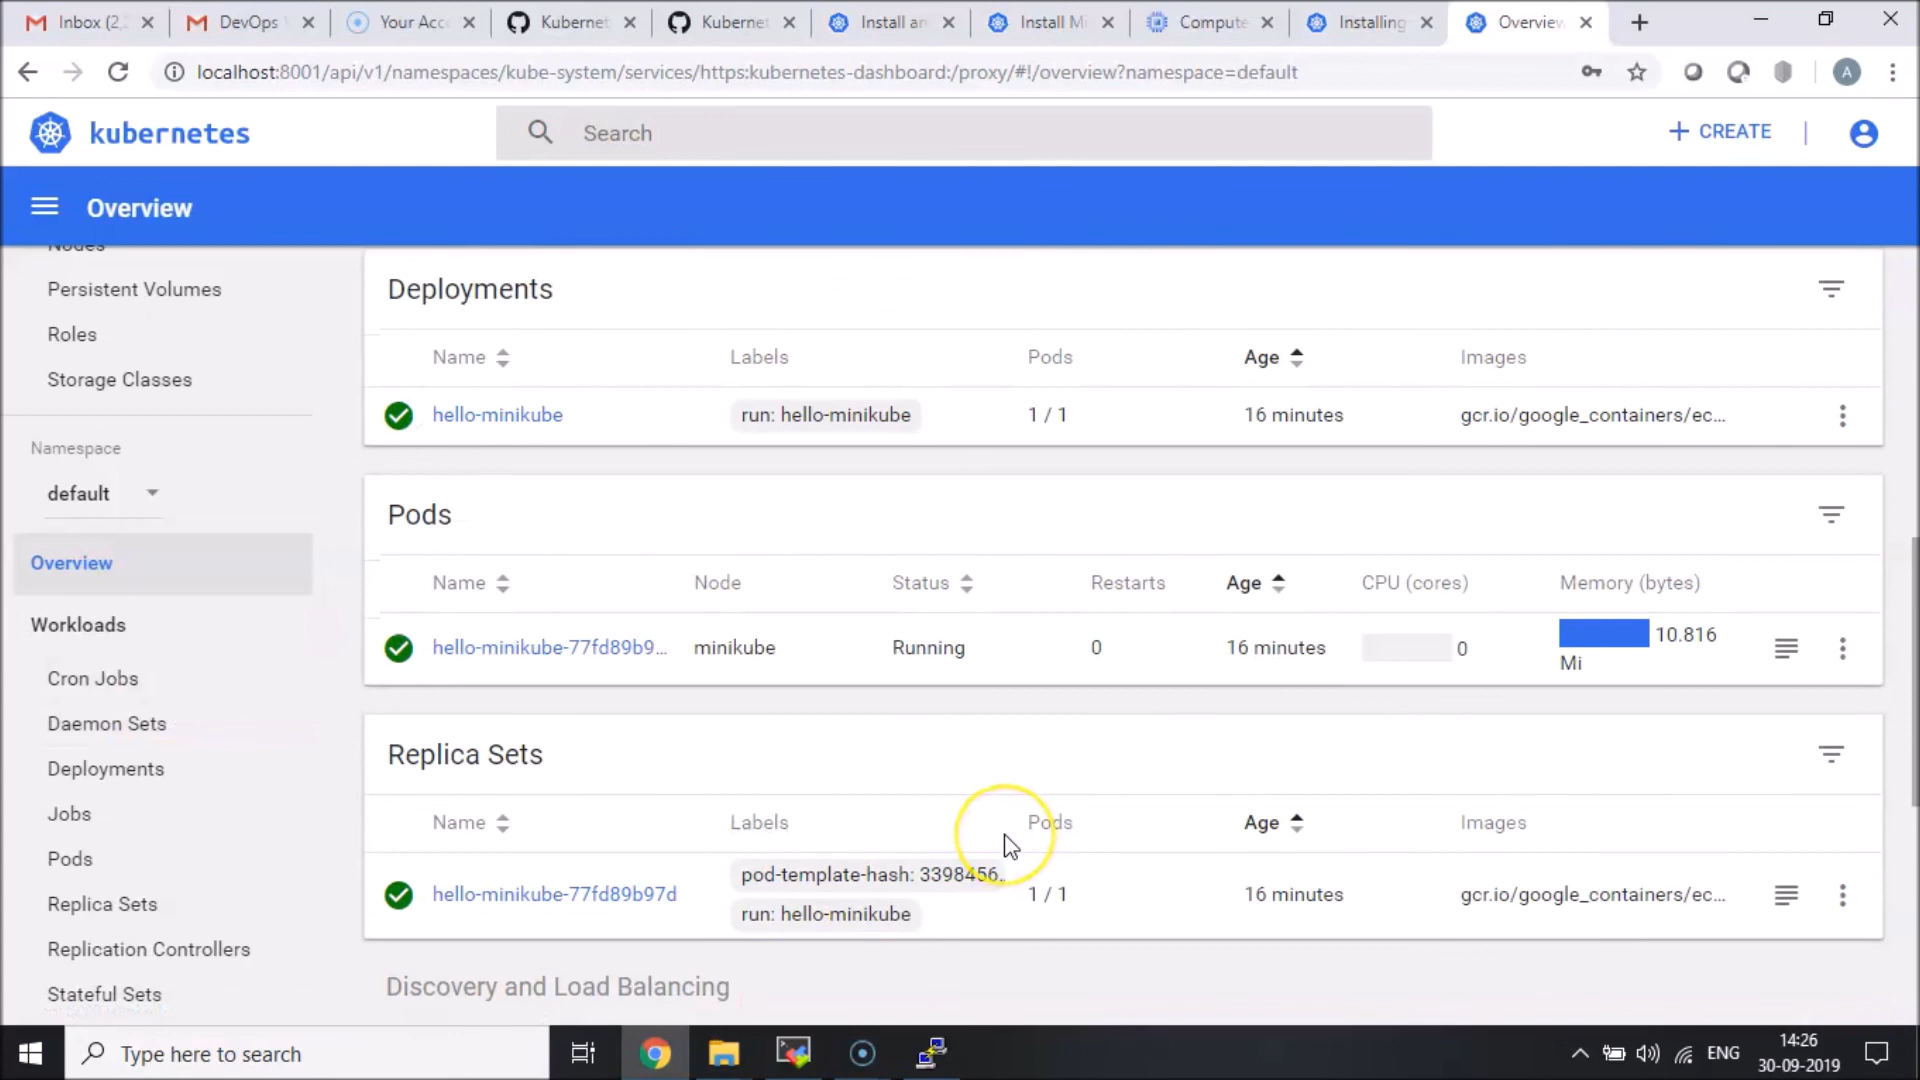 Inbox (2,
DevOps
Your Acc
Kubernet
Kubernet
Install an
Install Mi
Compute
Installing
Overview
localhost:8001/api/v1/namespaces/kube-system/services/https:kubernetes-dashboard:/proxy/#!/overview?namespace=default
A
kubernetes
Search
+ CREATE
Overview
Nodes
Persistent Volumes
Roles
Storage Classes
Namespace
default
Overview
Workloads
Cron Jobs
Daemon Sets
Deployments
Jobs
Pods
Replica Sets
Replication Controllers
Stateful Sets
Deployments
Name Labels Pods Age Images
hello-minikube run: hello-minikube 1 / 1 16 minutes gcr.io/google_containers/ec...
Pods
Name Node Status Restarts Age CPU (cores) Memory (bytes)
hello-minikube-77fd89b9... minikube Running 0 16 minutes 0 10.816
Mi
Replica Sets
Name Labels Pods Age Images
pod-template-hash: 3398456..
hello-minikube-77fd89b97d 1 / 1 16 minutes gcr.io/google_containers/ec...
run: hello-minikube
Discovery and Load Balancing
Type here to search
ENG
14:26
30-09-2019